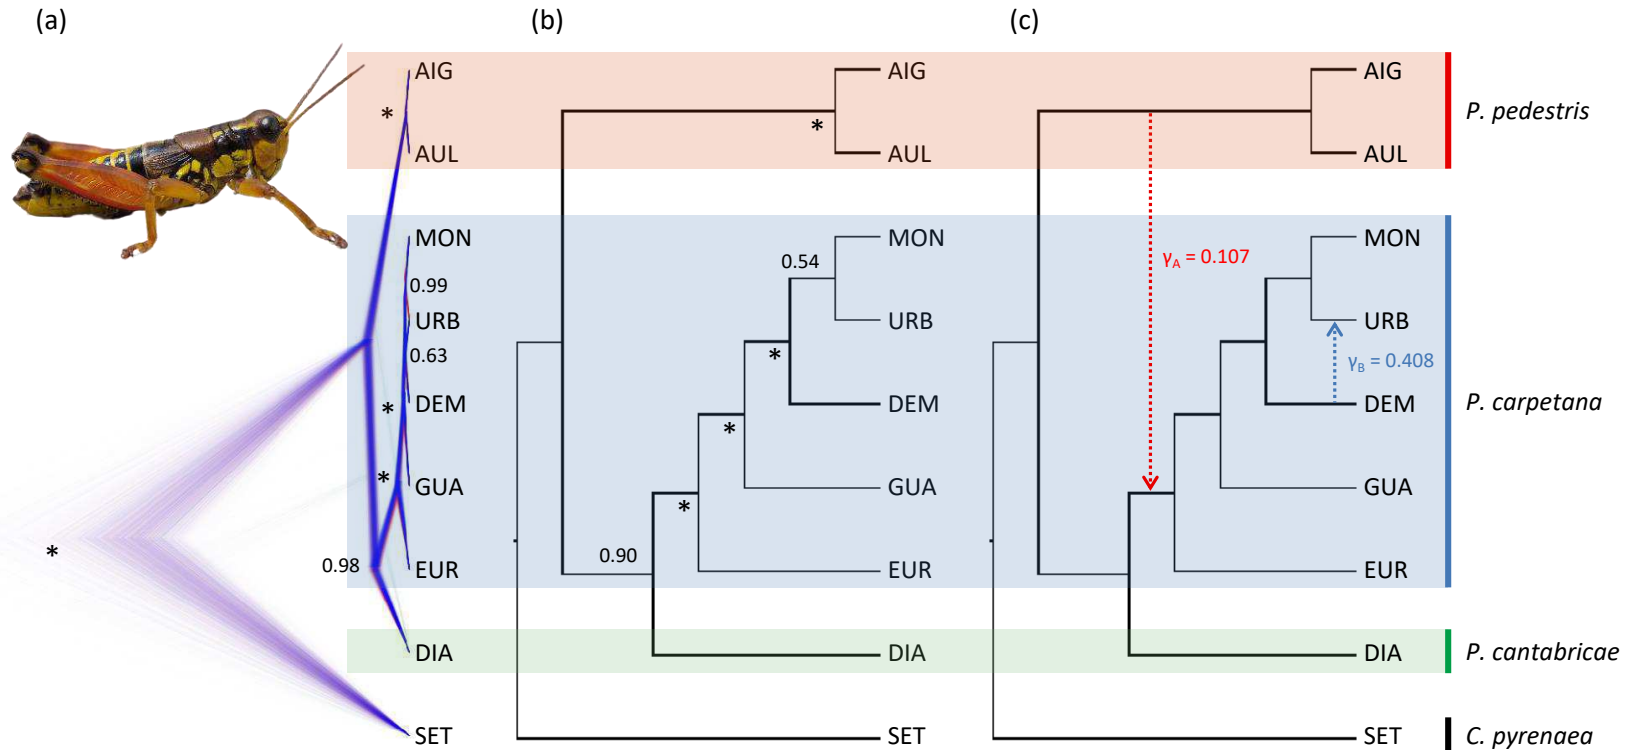 (a)
(b)
(c)
AIG
AUL
MON
0.99
URB
0.63
DEM
GUA
EUR
0.98
DIA
SET
*
*
*
*
AIG
AUL
*
MON
0.54
URB
*
DEM
*
GUA
*
0.90
EUR
DIA
SET
AIG
AUL
MON
γA = 0.107
URB
γB = 0.408
DEM
GUA
EUR
DIA
SET
P. pedestris
P. carpetana
P. cantabricae
C. pyrenaea